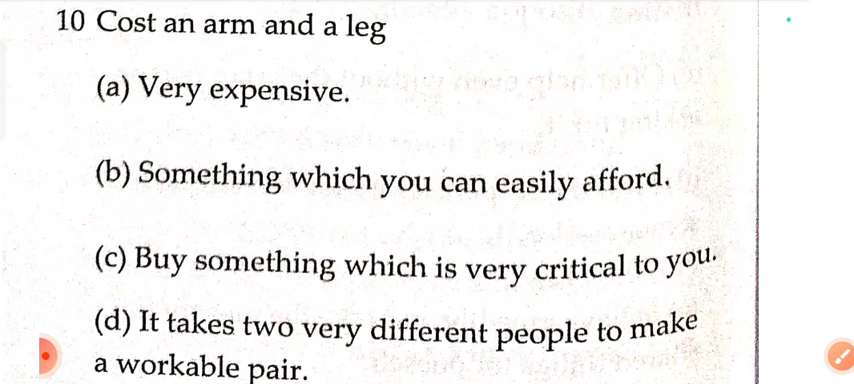 10 Cost an arm and a leg
(a) Very expensive.
(b) Something which you can easily afford.
(c) Buy something which is very critical to you.
(d) It takes two very different people to make
a workable pair.